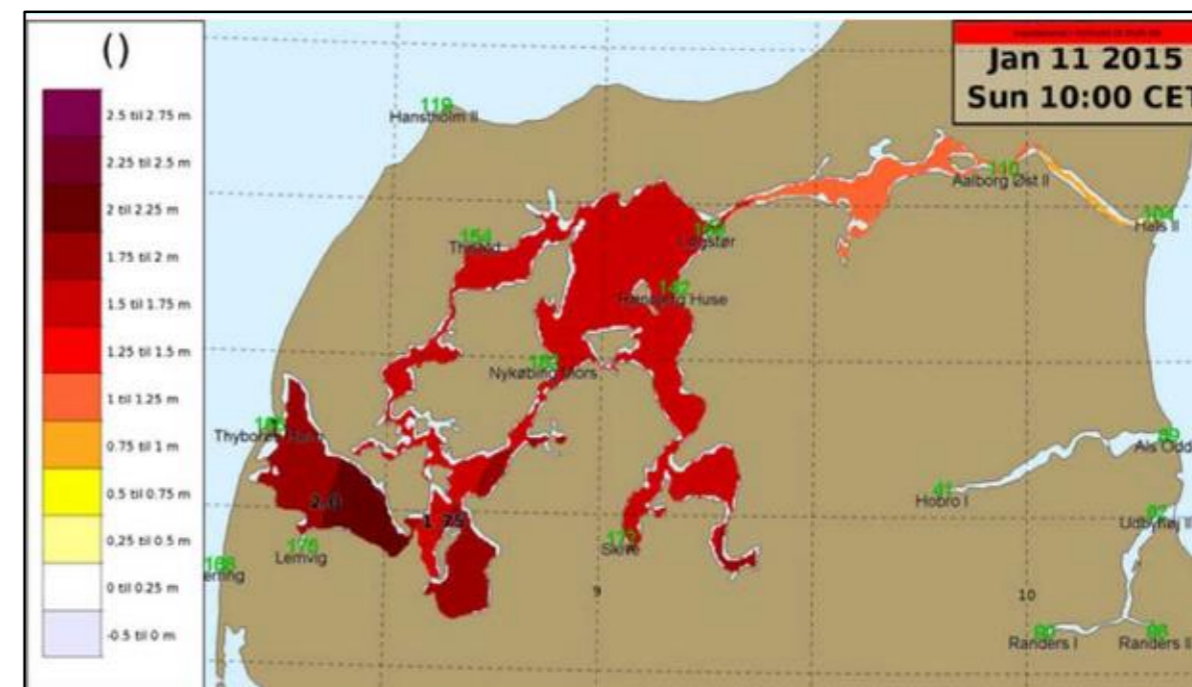 ()
2.5 til 2.75 m
2.25 til 2.5 m
2 til 2.25 m
1.75 til 2 m
1.5 til 1.75 m
1.25 til 1.5 m
1 til 1.25 m
0.75 til 1 m
0.5 til 0.75 m
0.25 til 0.5 m
0 til 0.25 m
-0.5 til 0 m
Jan 11 2015
Sun 10:00 CET
119
Hanstholm II
110
Aalborg Øst II
104
Hals II
154
Thisted
Løgstør
142
Huse
Nykøbing Mors
Thyborøn
2.0
1.75
Lemvig
168
Skive
41
Hobro I
Als Odd
Udbyhøj II
9
10
Randers I
Randers II